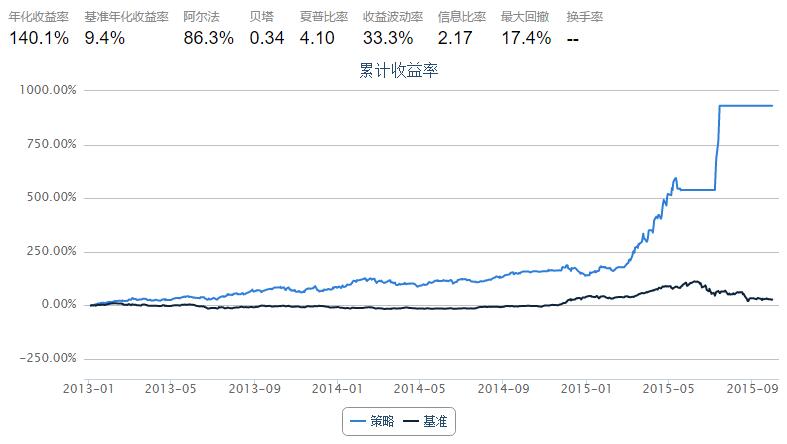 年化收益率 基准年化收益率 阿尔法 贝塔 夏普比率 收益波动率 信息比率 最大回撤 换手率
140.1% 9.4% 86.3% 0.34 4.10 33.3% 2.17 17.4% --
累计收益率
1000.00%
750.00%
500.00%
250.00%
0.00%
-250.00%
2013-01 2013-05 2013-09 2014-01 2014-05 2014-09 2015-01 2015-05 2015-09
策略 基准